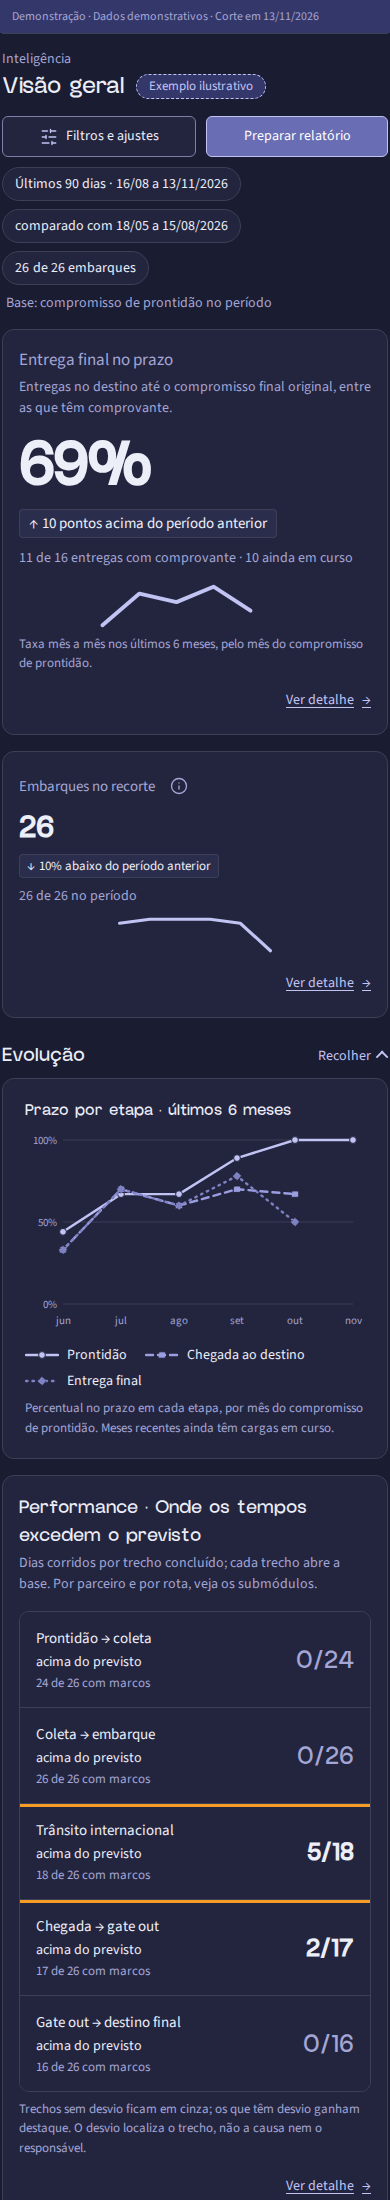 Demonstração · Dados demonstrativos · Corte em 13/11/2026
Inteligência
Visão geral
Exemplo ilustrativo
Filtros e ajustes
Preparar relatório
Últimos 90 dias · 16/08 a 13/11/2026
comparado com 18/05 a 15/08/2026
26 de 26 embarques
Base: compromisso de prontidão no período
Entrega final no prazo
Entregas no destino até o compromisso final original, entre
as que têm comprovante.
69%
↑ 10 pontos acima do período anterior
11 de 16 entregas com comprovante · 10 ainda em curso
Taxa mês a mês nos últimos 6 meses, pelo mês do compromisso
de prontidão.
Ver detalhe →
Embarques no recorte
26
↓ 10% abaixo do período anterior
26 de 26 no período
Ver detalhe →
Evolução
Recolher
Prazo por etapa · últimos 6 meses
100%
50%
0%
jun jul ago set out nov
Prontidão
Chegada ao destino
Entrega final
Percentual no prazo em cada etapa, por mês do compromisso
de prontidão. Meses recentes ainda têm cargas em curso.
Performance · Onde os tempos
excedem o previsto
Dias corridos por trecho concluído; cada trecho abre a
base. Por parceiro e por rota, veja os submódulos.
Prontidão → coleta
acima do previsto
24 de 26 com marcos
0/24
Coleta → embarque
acima do previsto
26 de 26 com marcos
0/26
Trânsito internacional
acima do previsto
18 de 26 com marcos
5/18
Chegada → gate out
acima do previsto
17 de 26 com marcos
2/17
Gate out → destino final
acima do previsto
16 de 26 com marcos
0/16
Trechos sem desvio ficam em cinza; os que têm desvio ganham
destaque. O desvio localiza o trecho, não a causa nem o
responsável.
Ver detalhe →